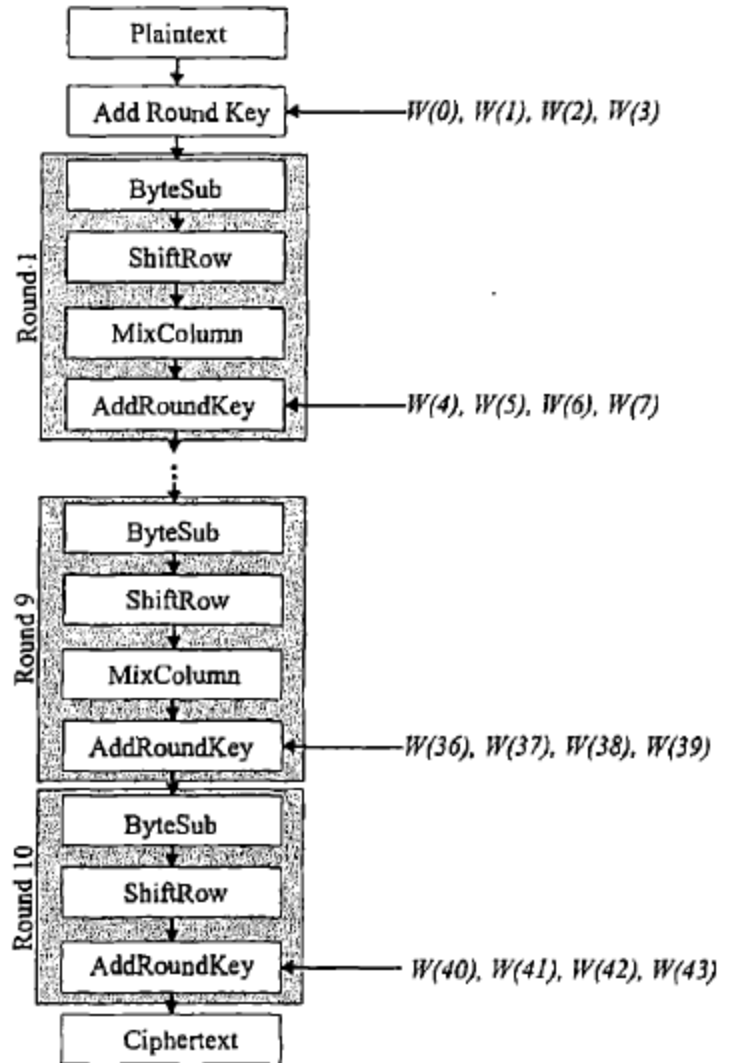 Plaintext
Add Round Key
W(0), W(1), W(2), W(3)
Round 1
ByteSub
ShiftRow
MixColumn
AddRoundKey
W(4), W(5), W(6), W(7)
Round 9
ByteSub
ShiftRow
MixColumn
AddRoundKey
W(36), W(37), W(38), W(39)
Round 10
ByteSub
ShiftRow
AddRoundKey
W(40), W(41), W(42), W(43)
Ciphertext